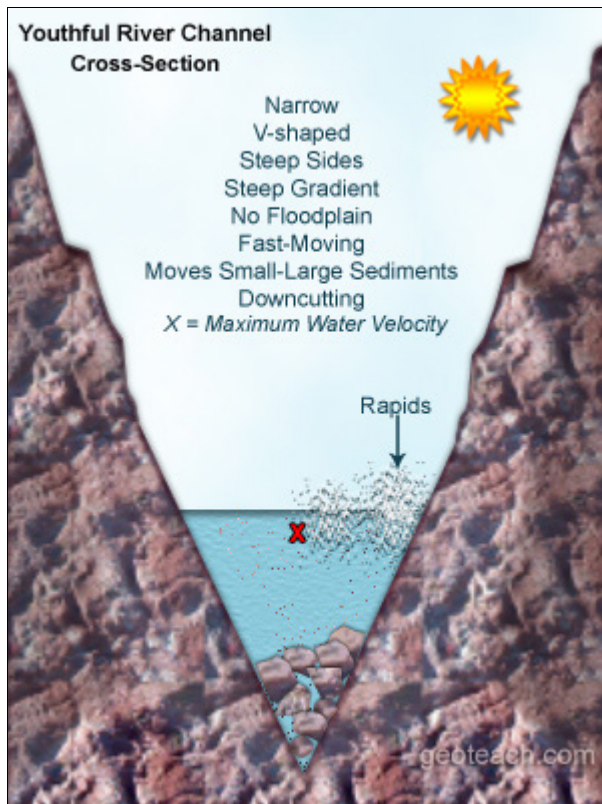 Youthful River Channel
Cross-Section
Narrow
V-shaped
Steep Sides
Steep Gradient
No Floodplain
Fast-Moving
Moves Small-Large Sediments
Downcutting
X = Maximum Water Velocity
Rapids
X
geoteach.com